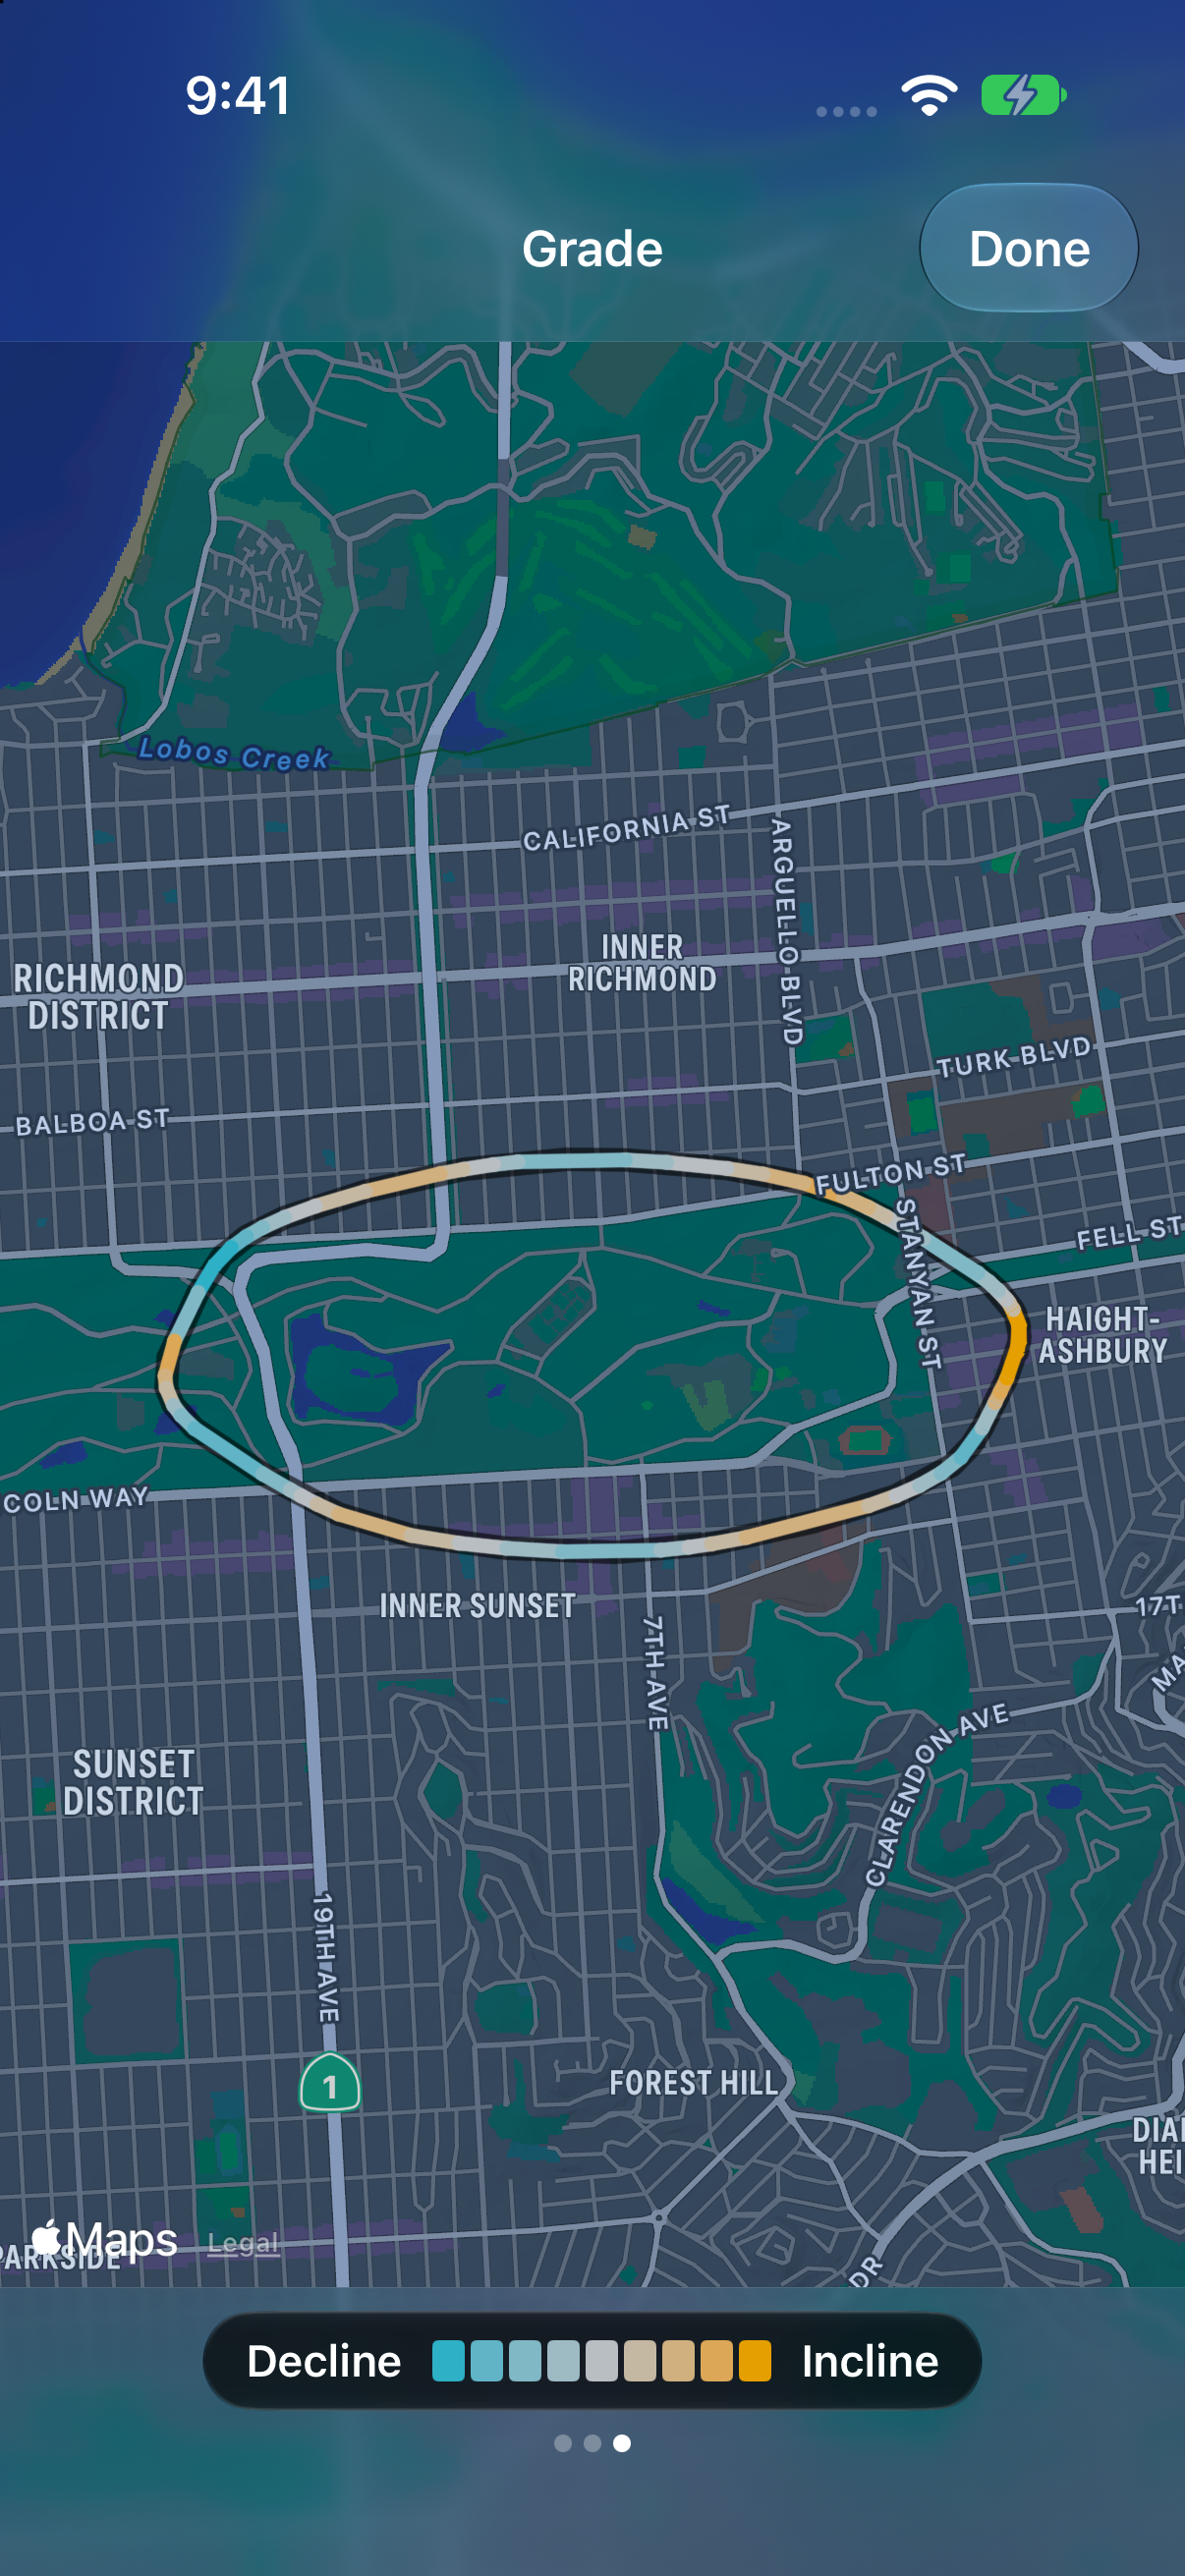 9:41
Grade
Done
Lobos Creek
CALIFORNIA ST
ARGUELLO BLVD
INNER
RICHMOND
RICHMOND
DISTRICT
TURK BLVD
BALBOA ST
FULTON ST
STANYAN ST
FELL ST
HAIGHT-
ASHBURY
COLN WAY
INNER SUNSET
7TH AVE
17T
MA
CLARENDON AVE
SUNSET
DISTRICT
19TH AVE
1
FOREST HILL
DIA
HEI
DR
Maps
Legal
PARKSIDE
Decline
Incline